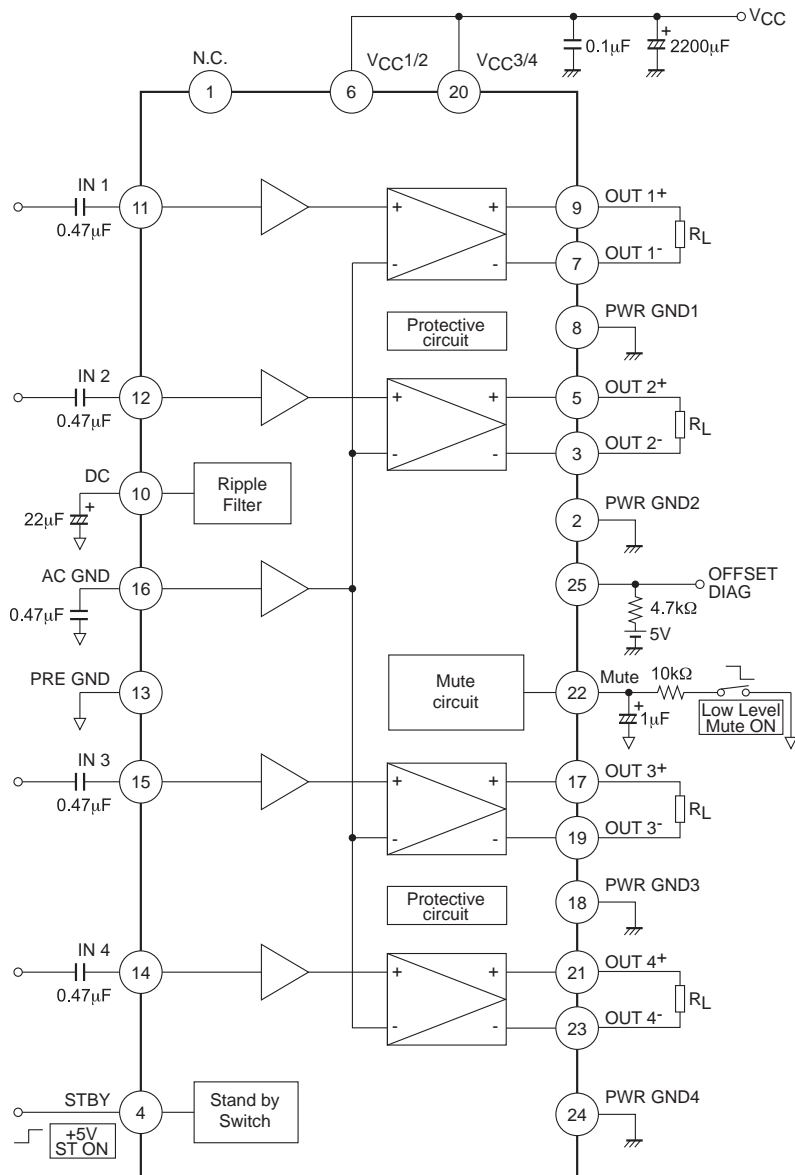 VCC
0.1μF
2200μF
N.C.
VCC1/2
VCC3/4
1
6
20
IN 1
11
0.47μF
+
+
-
-
9
OUT 1+
7
OUT 1-
RL
Protective
circuit
8
PWR GND1
IN 2
12
0.47μF
+
+
-
-
5
OUT 2+
3
OUT 2-
RL
DC
10
22μF
+
Ripple
Filter
2
PWR GND2
AC GND
16
0.47μF
25
OFFSET
DIAG
4.7kΩ
5V
PRE GND
13
Mute
circuit
22
Mute
10kΩ
+
1μF
Low Level
Mute ON
IN 3
15
0.47μF
+
+
-
-
17
OUT 3+
19
OUT 3-
RL
Protective
circuit
18
PWR GND3
IN 4
14
0.47μF
+
+
-
-
21
OUT 4+
23
OUT 4-
RL
STBY
4
Stand by
Switch
+5V
ST ON
24
PWR GND4